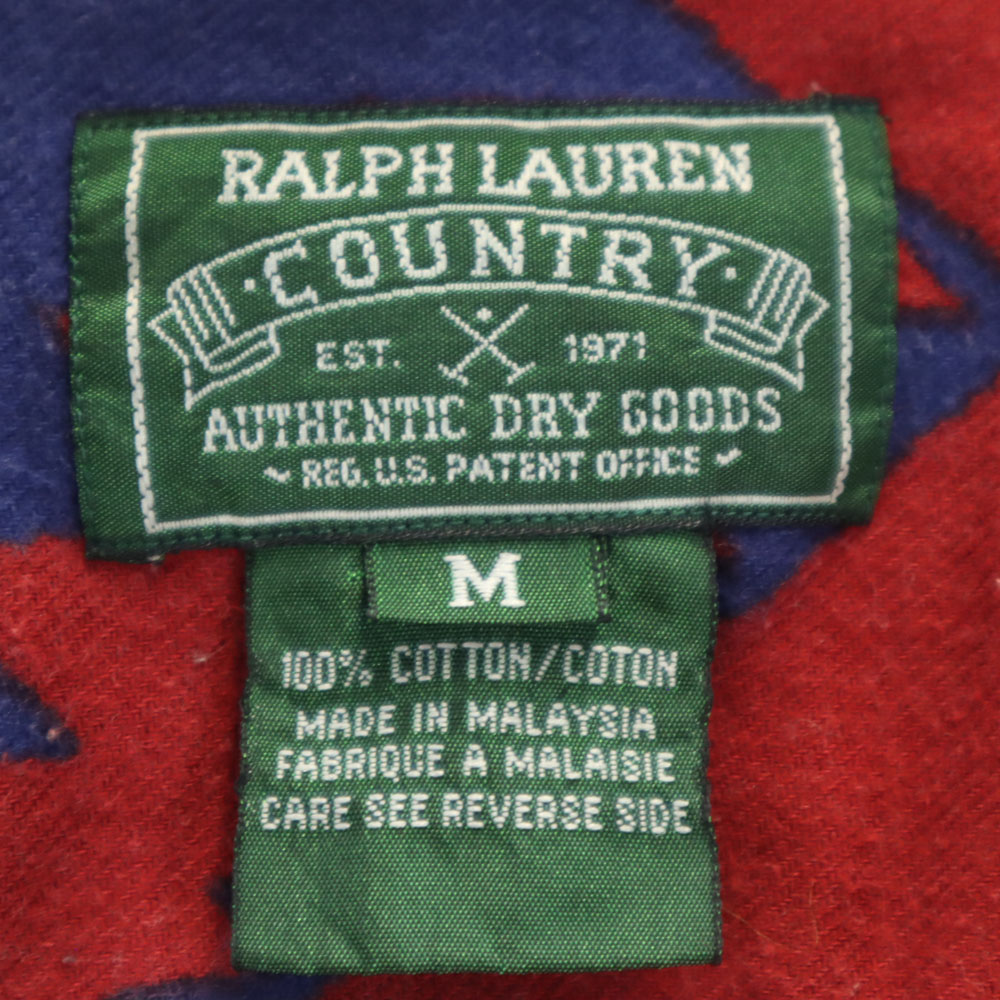 RALPH LAUREN
·COUNTRY·
EST. 1971
AUTHENTIC DRY GOODS
~ REG. U.S. PATENT OFFICE ~
M
100% COTTON/COTON
MADE IN MALAYSIA
FABRIQUE A MALAISIE
CARE SEE REVERSE SIDE